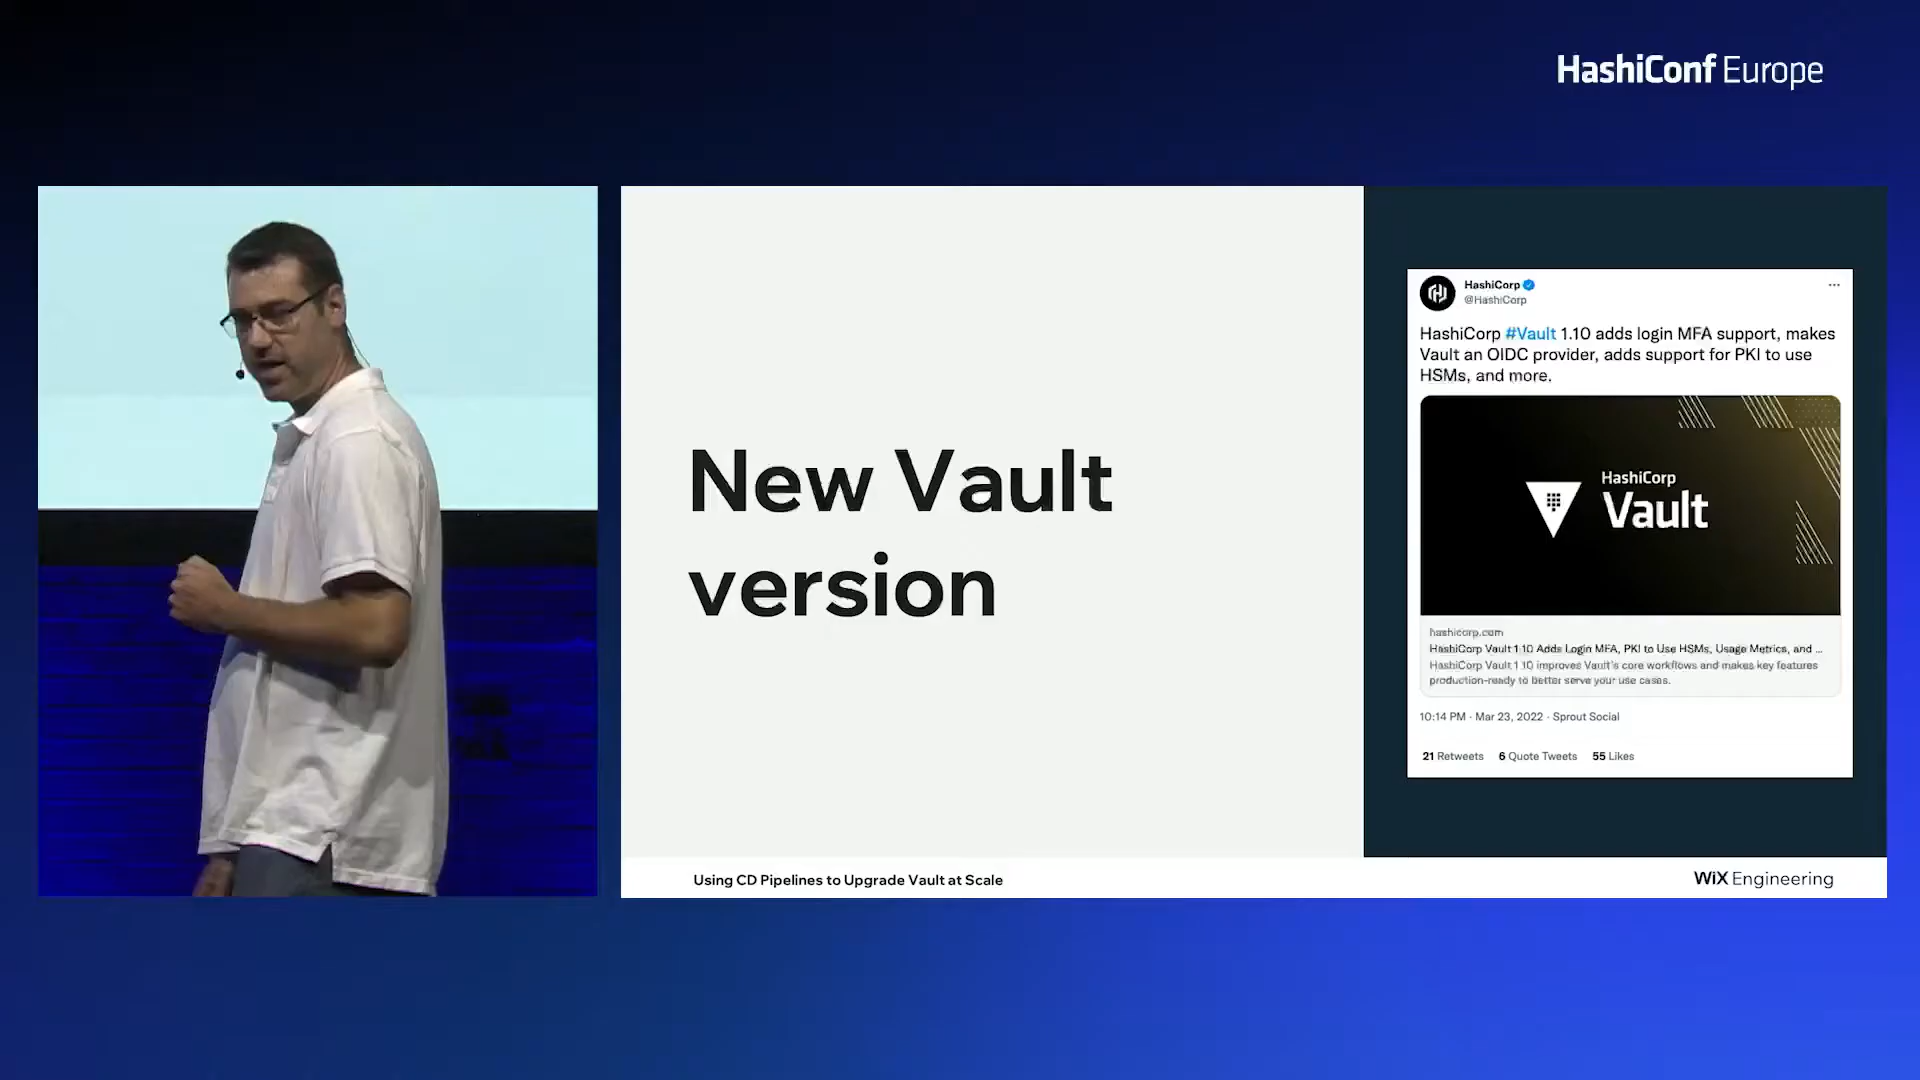 HashiConf Europe
New Vault
version
HashiCorp
@HashiCorp
HashiCorp #Vault 1.10 adds login MFA support, makes
Vault an OIDC provider, adds support for PKI to use
HSMs, and more.
HashiCorp
Vault
hashicorp.com
HashiCorp Vault 1.10 Adds Login MFA, PKI to Use HSMs, Usage Metrics, and ...
HashiCorp Vault 1.10 improves Vault's core workflows and makes key features
production-ready to better serve your use cases.
10:14 PM · Mar 23, 2022 · Sprout Social
21 Retweets 6 Quote Tweets 55 Likes
Using CD Pipelines to Upgrade Vault at Scale
WiX Engineering